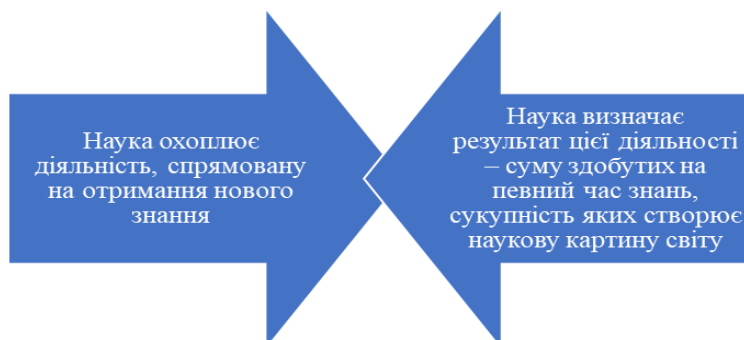 Наука охоплює
діяльність, спрямовану
на отримання нового
знання
Наука визначає
результат цієї діяльності
– суму здобутих на
певний час знань,
сукупність яких створює
наукову картину світу